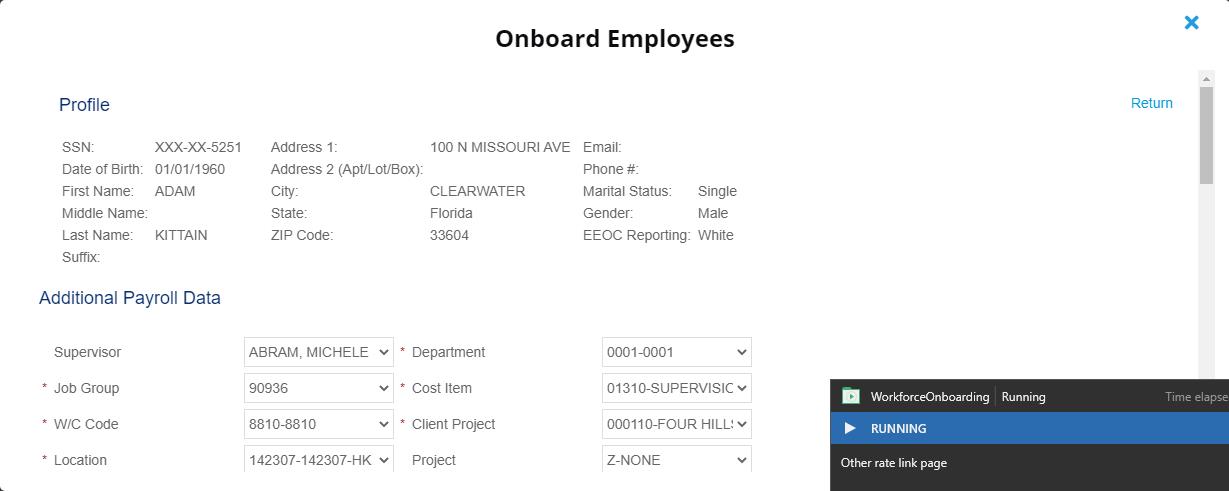 Onboard Employees
Profile
Return
SSN: XXX-XX-5251 Address 1: 100 N MISSOURI AVE Email:
Date of Birth: 01/01/1960 Address 2 (Apt/Lot/Box): Phone #:
First Name: ADAM City: CLEARWATER Marital Status: Single
Middle Name: State: Florida Gender: Male
Last Name: KITTAIN ZIP Code: 33604 EEOC Reporting: White
Suffix:
Additional Payroll Data
Supervisor ABRAM, MICHELE * Department 0001-0001
* Job Group 90936 * Cost Item 01310-SUPERVISIC
* W/C Code 8810-8810 * Client Project 000110-FOUR HILLS
* Location 142307-142307-HK Project Z-NONE
WorkforceOnboarding Running Time elapse
RUNNING
Other rate link page